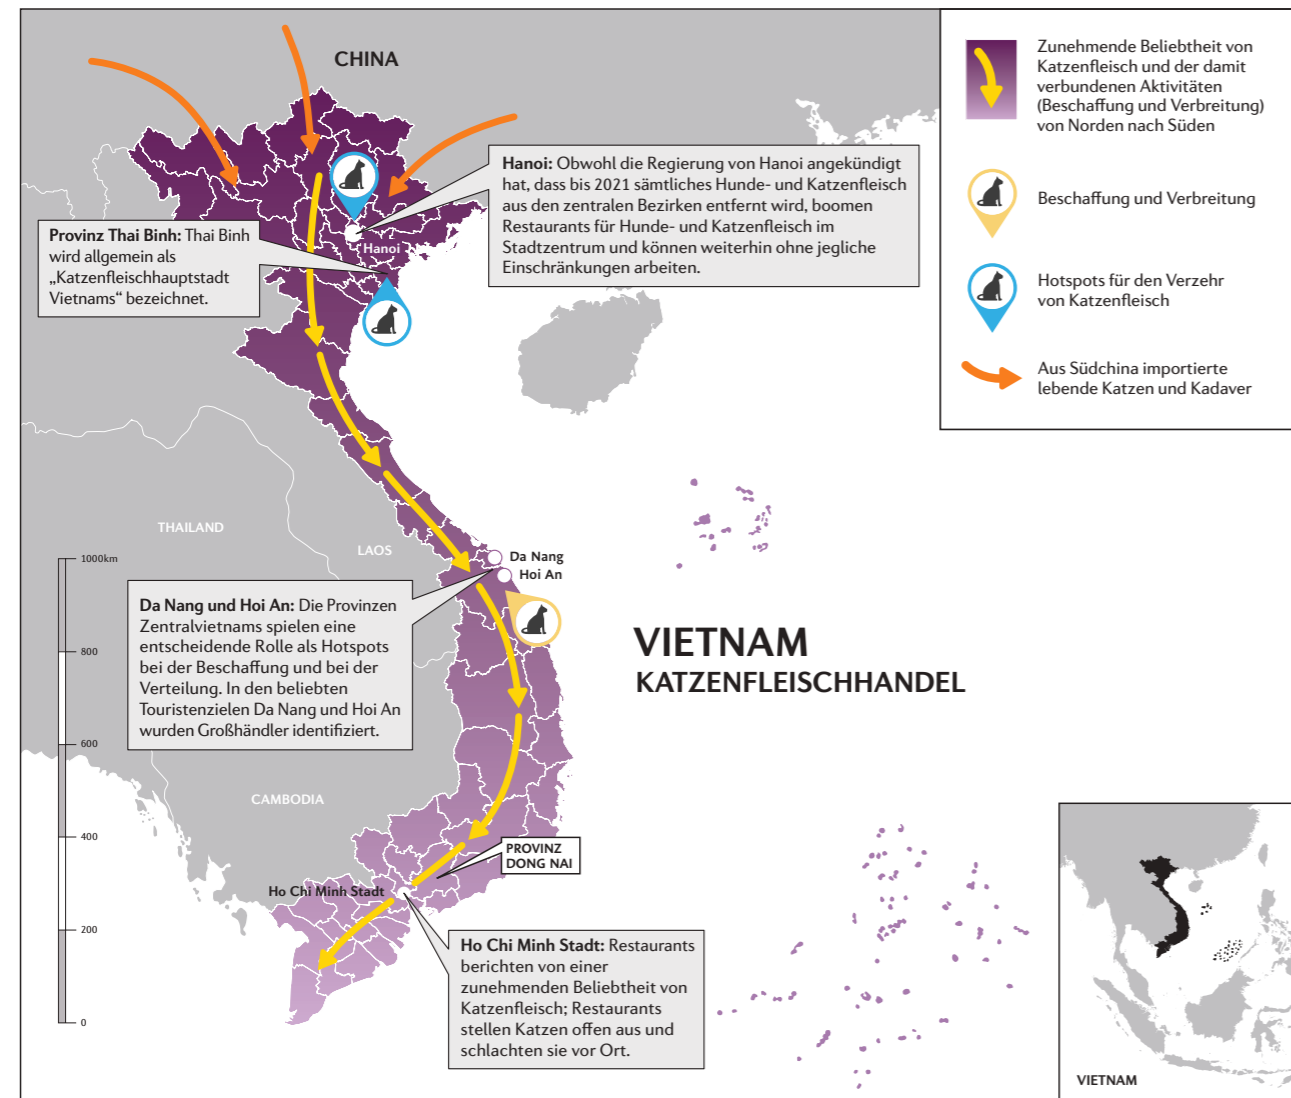 CHINA
Zunehmende Beliebtheit von
Katzenfleisch und der damit
verbundenen Aktivitäten
(Beschaffung und Verbreitung)
von Norden nach Süden
Beschaffung und Verbreitung
Hotspots für den Verzehr
von Katzenfleisch
Aus Südchina importierte
lebende Katzen und Kadaver
Hanoi: Obwohl die Regierung von Hanoi angekündigt
hat, dass bis 2021 sämtliches Hunde- und Katzenfleisch
aus den zentralen Bezirken entfernt wird, boomen
Restaurants für Hunde- und Katzenfleisch im
Stadtzentrum und können weiterhin ohne jegliche
Einschränkungen arbeiten.
Provinz Thai Binh: Thai Binh
wird allgemein als
„Katzenfleischhauptstadt
Vietnams“ bezeichnet.
Hanoi
THAILAND
LAOS
Da Nang
Hoi An
1000km
800
600
400
200
0
Da Nang und Hoi An: Die Provinzen
Zentralvietnams spielen eine
entscheidende Rolle als Hotspots
bei der Beschaffung und bei der
Verteilung. In den beliebten
Touristenzielen Da Nang und Hoi An
wurden Großhändler identifiziert.
VIETNAM
KATZENFLEISCHHANDEL
CAMBODIA
PROVINZ
DONG NAI
Ho Chi Minh Stadt
Ho Chi Minh Stadt: Restaurants
berichten von einer
zunehmenden Beliebtheit von
Katzenfleisch; Restaurants
stellen Katzen offen aus und
schlachten sie vor Ort.
VIETNAM